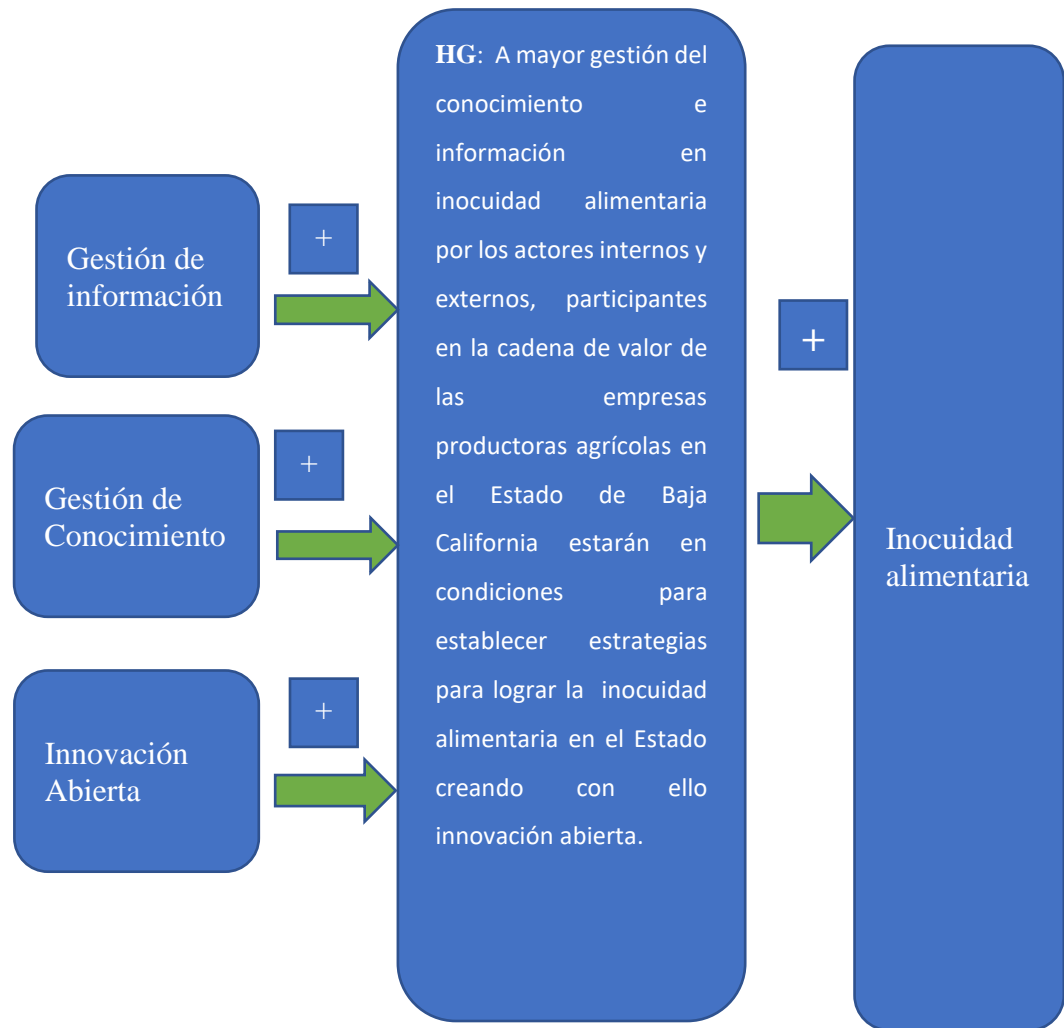 Gestión de
información
+
Gestión de
Conocimiento
+
Innovación
Abierta
+
HG: A mayor gestión del
conocimiento e
información en
inocuidad alimentaria
por los actores internos y
externos, participantes
en la cadena de valor de
las empresas
productoras agrícolas en
el Estado de Baja
California estarán en
condiciones para
establecer estrategias
para lograr la inocuidad
alimentaria en el Estado
creando con ello
innovación abierta.
+
Inocuidad
alimentaria